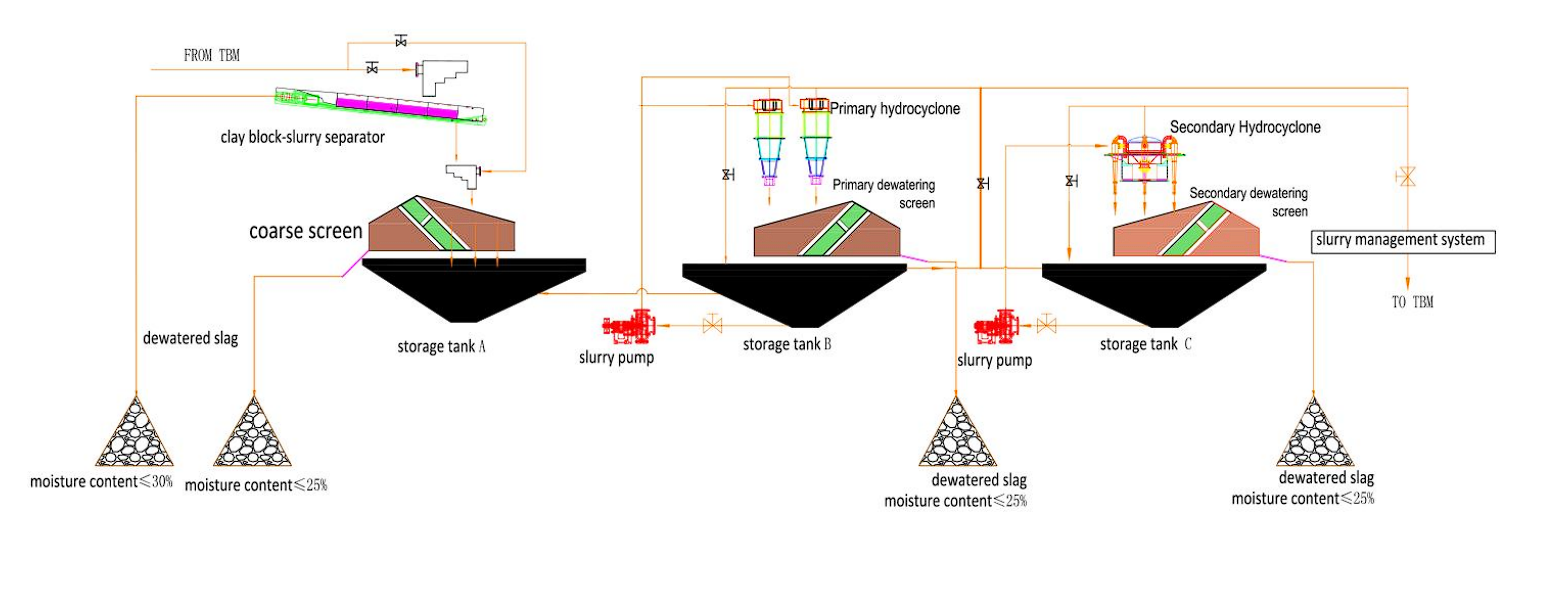 FROM TBM
clay block-slurry separator
Primary hydrocyclone
Secondary Hydrocyclone
Primary dewatering
screen
Secondary dewatering
screen
coarse screen
slurry management system
TO TBM
dewatered slag
storage tank A
slurry pump
storage tank B
slurry pump
storage tank C
moisture content≤30%
moisture content≤25%
dewatered slag
moisture content≤25%
dewatered slag
moisture content≤25%